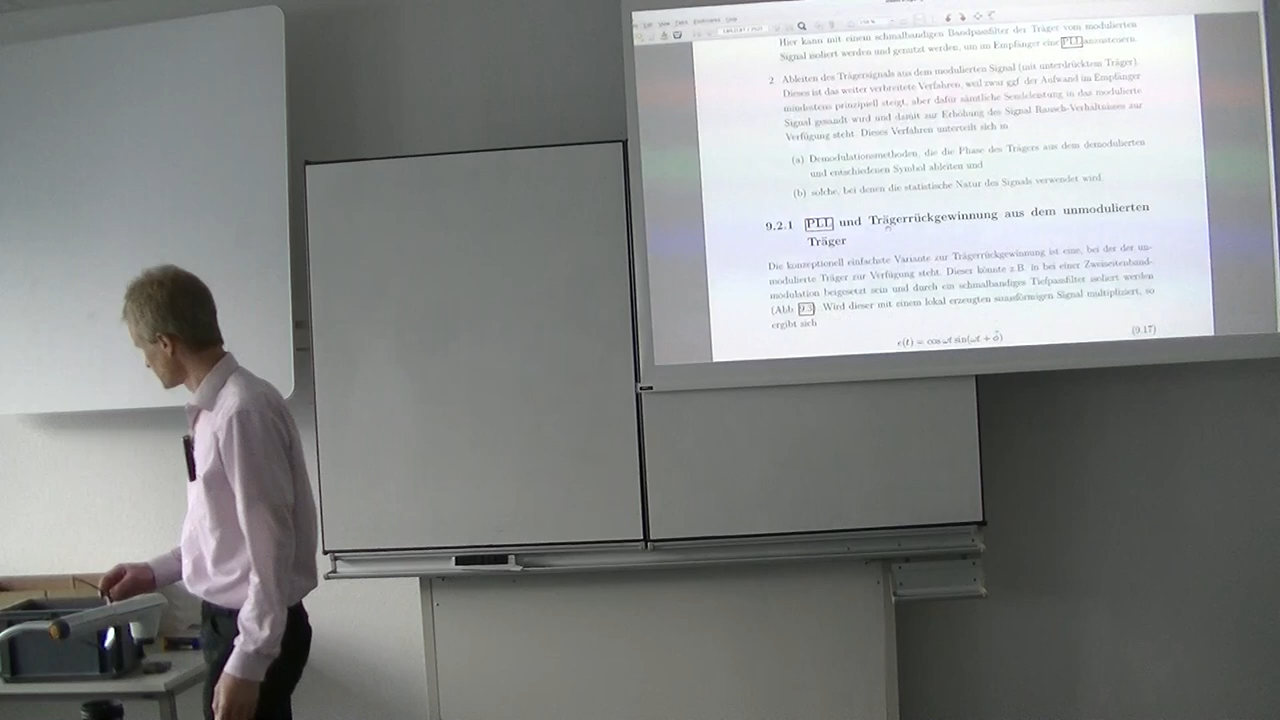 Hier kann mit einem schmalbandigen Bandpassfilter der Träger vom modulierten
Signal isoliert werden und genutzt werden, um im Empfänger eine PLL anzusteuern.
2. Ableiten des Trägersignals aus dem modulierten Signal (mit unterdrücktem Träger).
Dieses ist das weiter verbreitete Verfahren, weil zwar ggf. der Aufwand im Empfänger
mindestens prinzipiell steigt, aber dafür sämtliche Sendeleistung in das modulierte
Signal gesandt wird und damit zur Erhöhung des Signal Rausch-Verhältnisses zur
Verfügung steht. Dieses Verfahren unterteilt sich in
(a) Demodulationsmethoden, die die Phase des Trägers aus dem demodulierten
und entschiedenen Symbol ableiten und
(b) solche, bei denen die statistische Natur des Signals verwendet wird.
9.2.1 PLL und Trägerrückgewinnung aus dem unmodulierten
Träger
Die konzeptionell einfachste Variante zur Trägerrückgewinnung ist eine, bei der der un-
modulierte Träger zur Verfügung steht. Dieser könnte z.B. in bei einer Zweiseitenband-
modulation beigesetzt sein und durch ein schmalbandiges Tiefpassfilter isoliert werden
(Abb. 9.3). Wird dieser mit einem lokal erzeugten sinusförmigen Signal multipliziert, so
ergibt sich
e(t) = cos ωt sin(ωt + φ̂) (9.17)